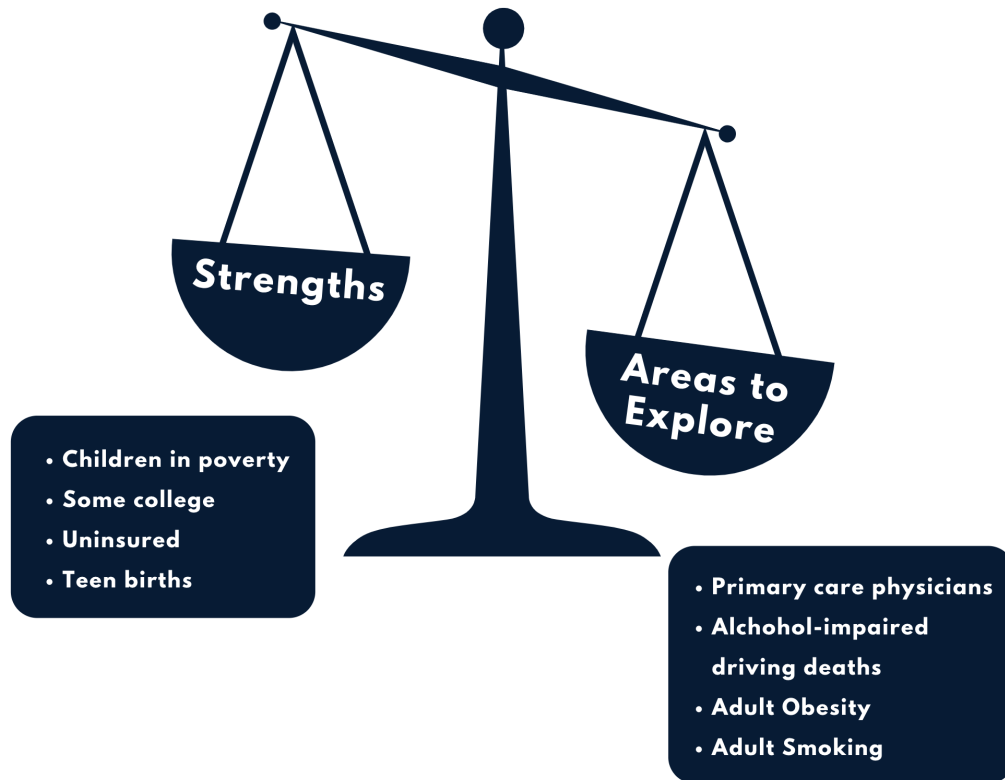 Strengths
Areas to
Explore
• Children in poverty
• Some college
• Uninsured
• Teen births
• Primary care physicians
• Alchohol-impaired
driving deaths
• Adult Obesity
• Adult Smoking